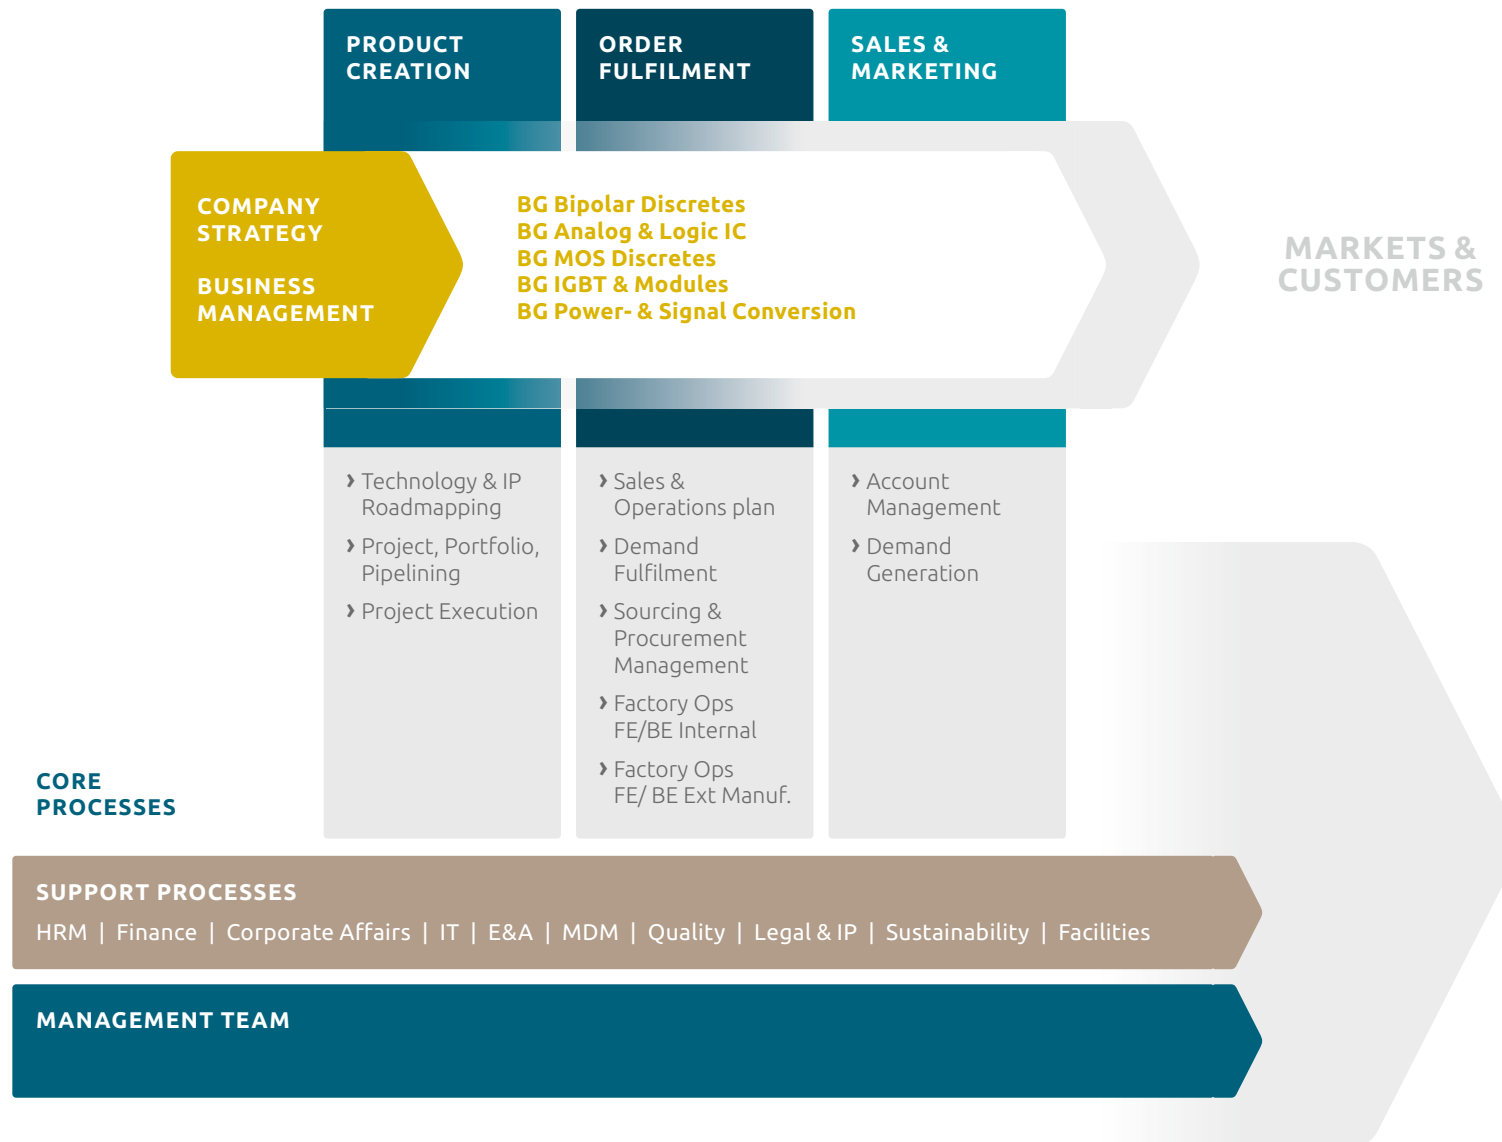 PRODUCT
CREATION
ORDER
FULFILMENT
SALES &
MARKETING
COMPANY
STRATEGY
BUSINESS
MANAGEMENT
BG Bipolar Discretes
BG Analog & Logic IC
BG MOS Discretes
BG IGBT & Modules
BG Power- & Signal Conversion
MARKETS &
CUSTOMERS
› Technology & IP
Roadmapping
› Project, Portfolio,
Pipelining
› Project Execution
› Sales &
Operations plan
› Demand
Fulfilment
› Sourcing &
Procurement
Management
› Factory Ops
FE/BE Internal
› Factory Ops
FE/ BE Ext Manuf.
› Account
Management
› Demand
Generation
CORE
PROCESSES
SUPPORT PROCESSES
HRM | Finance | Corporate Affairs | IT | E&A | MDM | Quality | Legal & IP | Sustainability | Facilities
MANAGEMENT TEAM